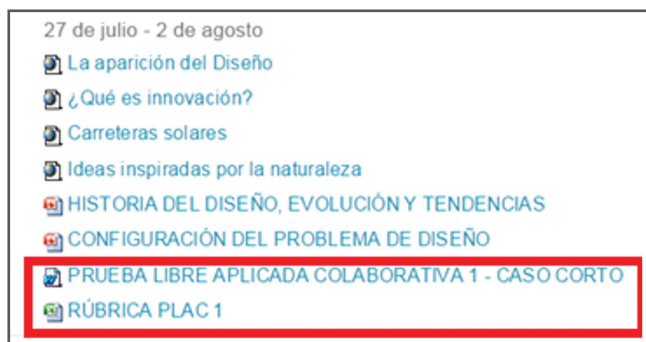 27 de julio - 2 de agosto
La aparición del Diseño
¿Qué es innovación?
Carreteras solares
Ideas inspiradas por la naturaleza
HISTORIA DEL DISEÑO, EVOLUCIÓN Y TENDENCIAS
CONFIGURACIÓN DEL PROBLEMA DE DISEÑO
PRUEBA LIBRE APLICADA COLABORATIVA 1 - CASO CORTO
RÚBRICA PLAC 1